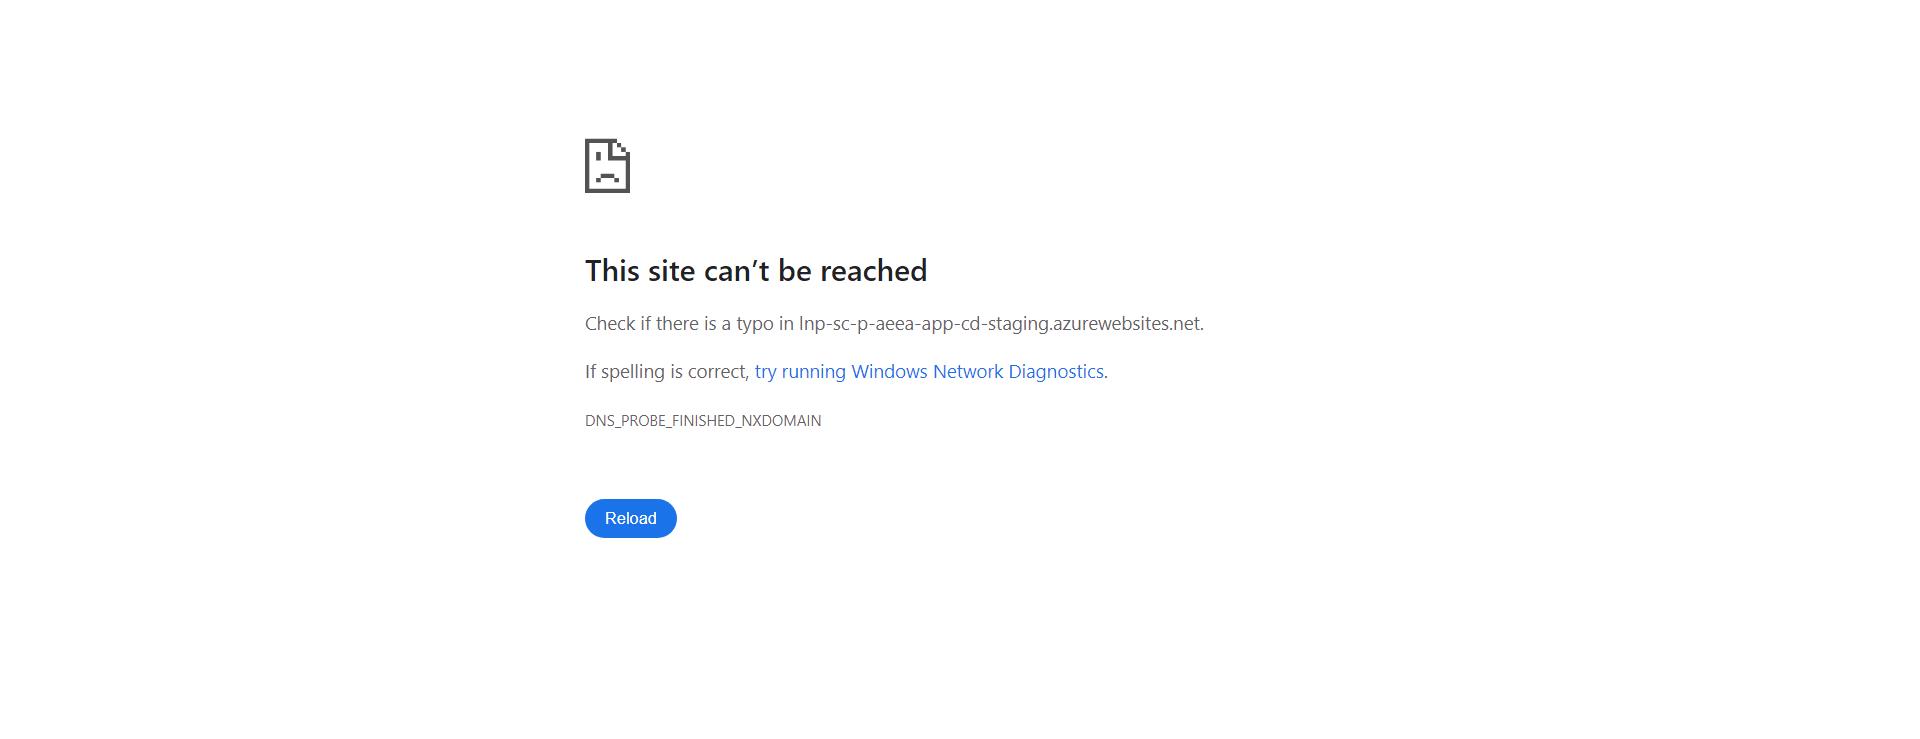 This site can’t be reached
Check if there is a typo in lnp-sc-p-aeea-app-cd-staging.azurewebsites.net.
If spelling is correct, try running Windows Network Diagnostics.
DNS_PROBE_FINISHED_NXDOMAIN
Reload